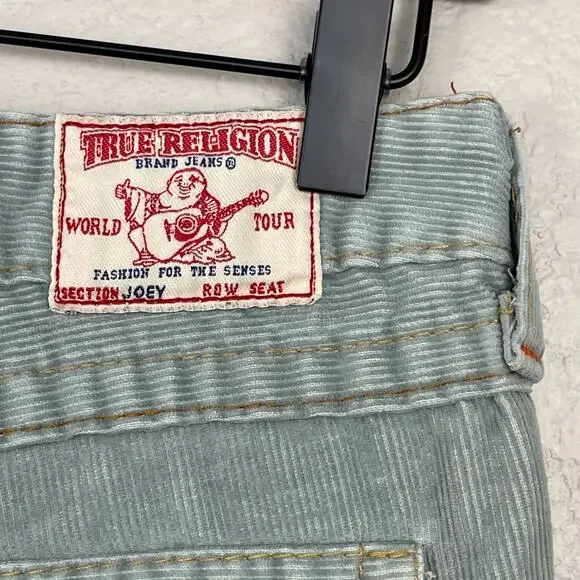 TRUE RELIGION
BRAND JEANS®
WORLD TOUR
FASHION FOR THE SENSES
SECTION JOEY ROW SEAT